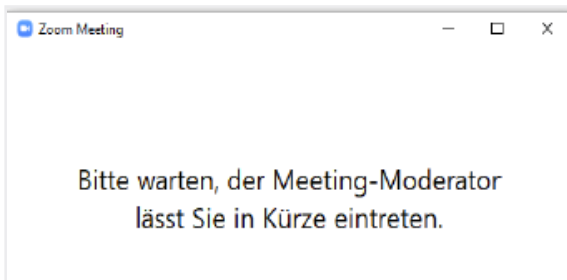 Zoom Meeting
Bitte warten, der Meeting-Moderator
lässt Sie in Kürze eintreten.